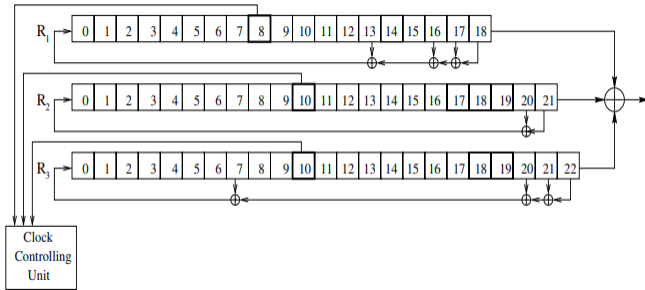 R1 0 1 2 3 4 5 6 7 8 9 10 11 12 13 14 15 16 17 18
R2 0 1 2 3 4 5 6 7 8 9 10 11 12 13 14 15 16 17 18 19 20 21
R3 0 1 2 3 4 5 6 7 8 9 10 11 12 13 14 15 16 17 18 19 20 21 22
Clock
Controlling
Unit